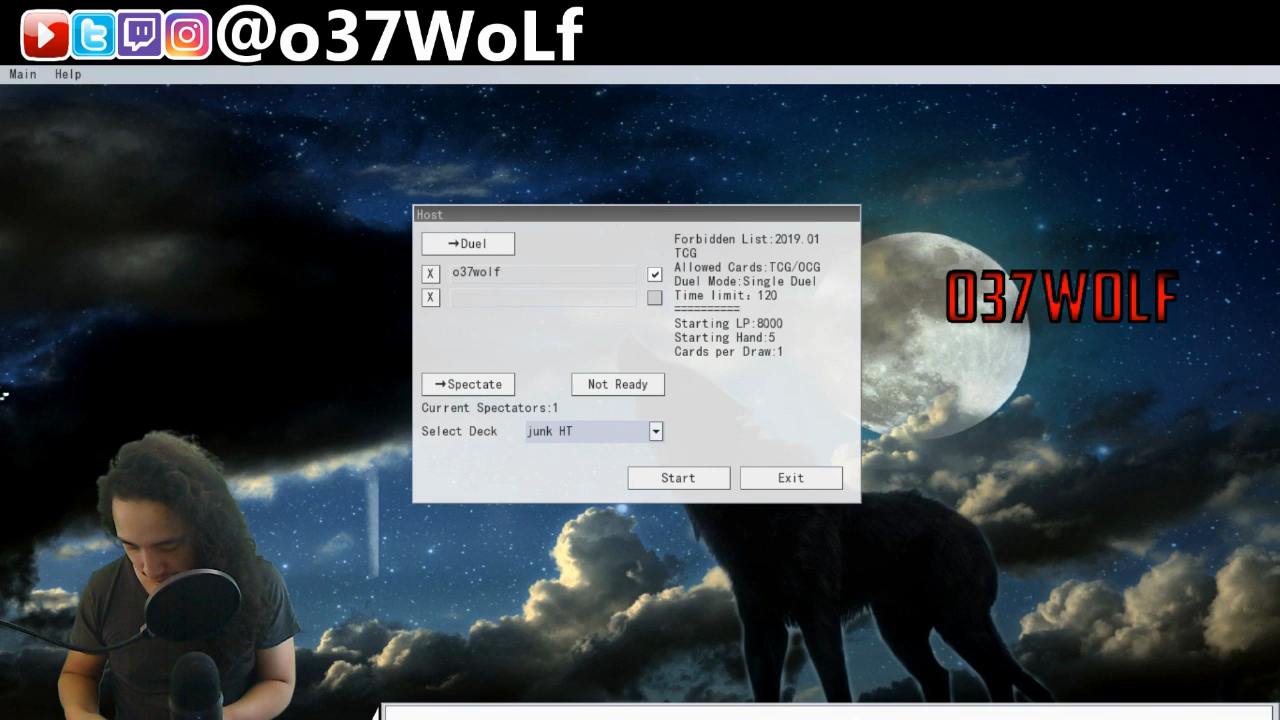 @o37WoLf
Main Help
Host
→Duel
X o37wolf
X
Forbidden List:2019.01
TCG
Allowed Cards:TCG/OCG
Duel Mode:Single Duel
Time limit: 120
==========
Starting LP:8000
Starting Hand:5
Cards per Draw:1
→Spectate
Not Ready
Current Spectators:1
Select Deck junk HT
Start
Exit
O37WOLF